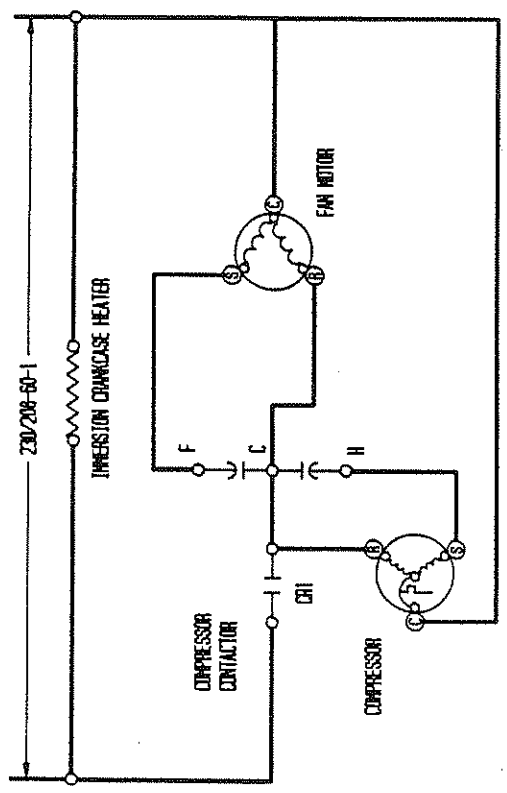 230/208-60-1
IMMERSION CRANKCASE HEATER
S
C
R
FAN MOTOR
F
C
H
COMPRESSOR
CONTACTOR
CR1
R
S
C
COMPRESSOR